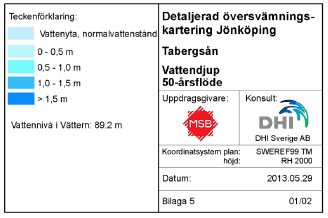 Teckenförklaring:
Vattenyta, normalvattenstånd
0 - 0,5 m
0,5 - 1,0 m
1,0 - 1,5 m
> 1,5 m
Vattennivå i Vättern: 89.2 m
Detaljerad översvämnings-
kartering Jönköping
Tabergsån
Vattendjup
50-årsflöde
Uppdragsgivare:
MSB
Konsult:
DHI
DHI Sverige AB
Koordinatsystem plan: SWEREF99 TM
höjd: RH 2000
Datum: 2013.05.29
Bilaga 5 01/02